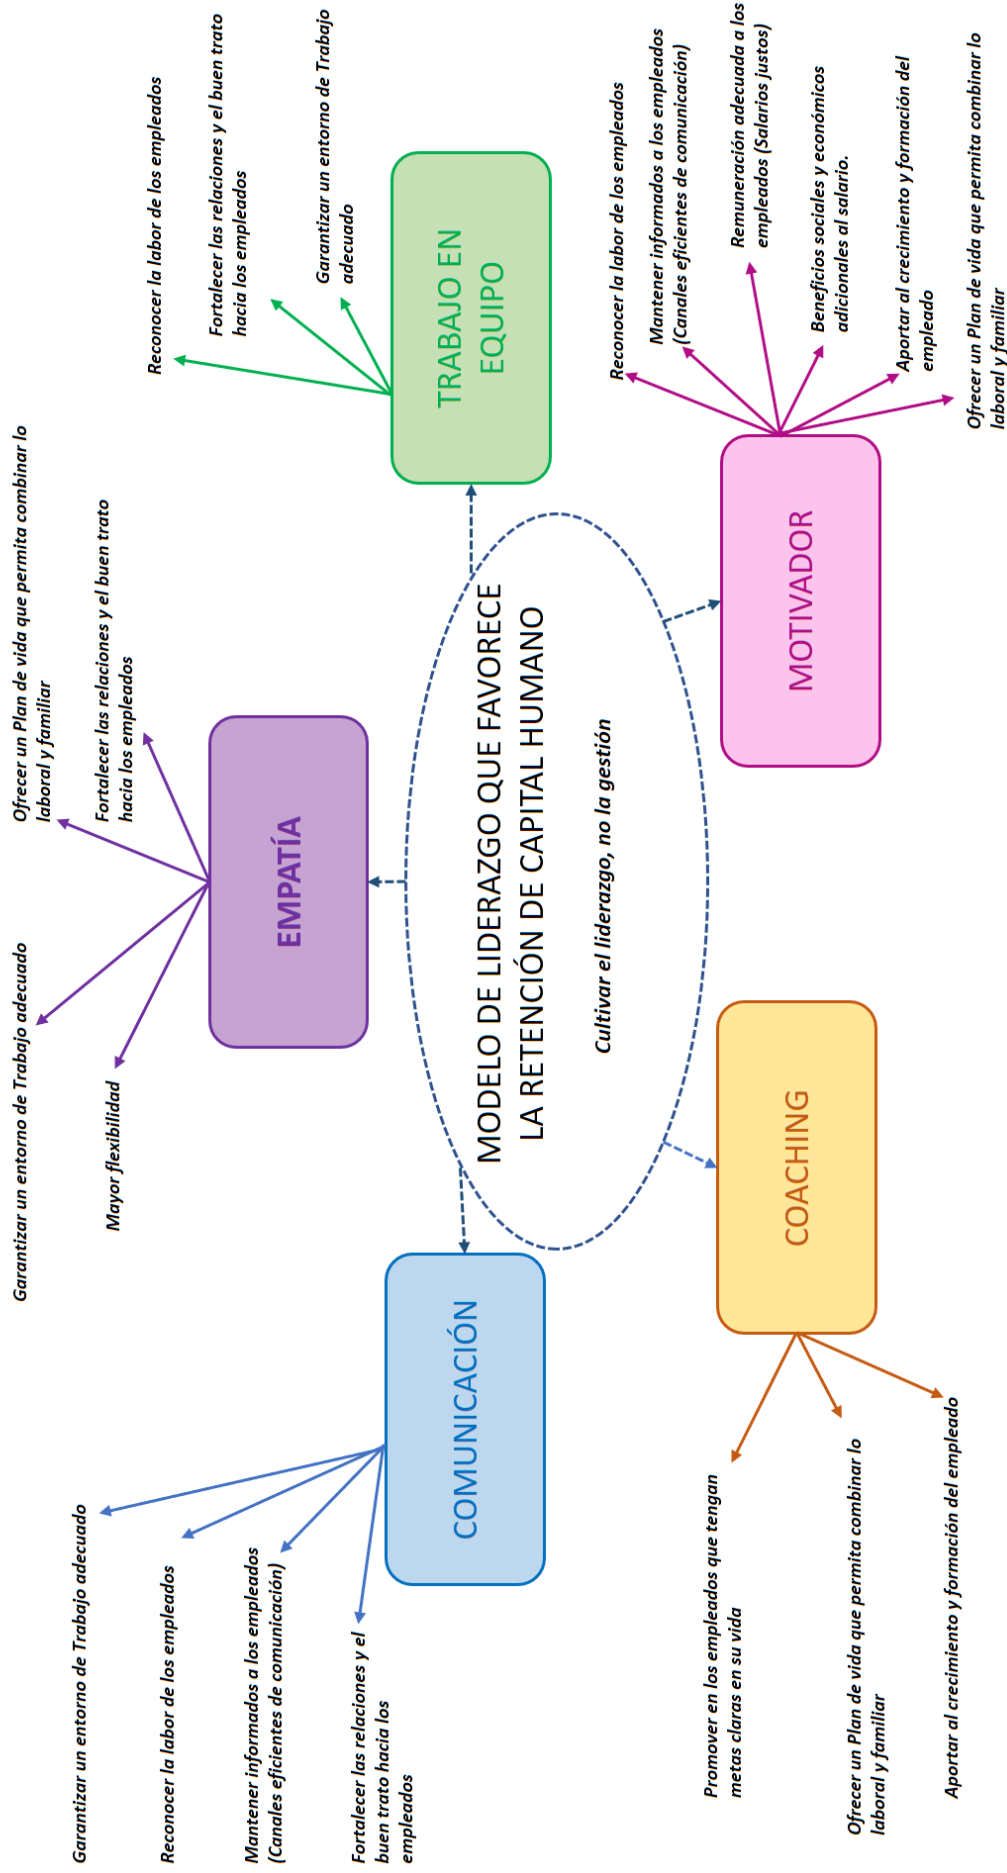 Garantizar un entorno de Trabajo adecuado
Reconocer la labor de los empleados
Mantener informados a los empleados
(Canales eficientes de comunicación)
Fortalecer las relaciones y el
buen trato hacia los
empleados
COMUNICACIÓN
Garantizar un entorno de Trabajo adecuado
Mayor flexibilidad
Ofrecer un Plan de vida que permita combinar lo
laboral y familiar
Fortalecer las relaciones y el buen trato
hacia los empleados
EMPATÍA
Reconocer la labor de los empleados
Fortalecer las relaciones y el buen trato
hacia los empleados
Garantizar un entorno de Trabajo
adecuado
TRABAJO EN
EQUIPO
MODELO DE LIDERAZGO QUE FAVORECE
LA RETENCIÓN DE CAPITAL HUMANO
Cultivar el liderazgo, no la gestión
Promover en los empleados que tengan
metas claras en su vida
Ofrecer un Plan de vida que permita combinar lo
laboral y familiar
Aportar al crecimiento y formación del empleado
COACHING
MOTIVADOR
Reconocer la labor de los empleados
Mantener informados a los empleados
(Canales eficientes de comunicación)
Remuneración adecuada a los
empleados (Salarios justos)
Beneficios sociales y económicos
adicionales al salario.
Aportar al crecimiento y formación del
empleado
Ofrecer un Plan de vida que permita combinar lo
laboral y familiar